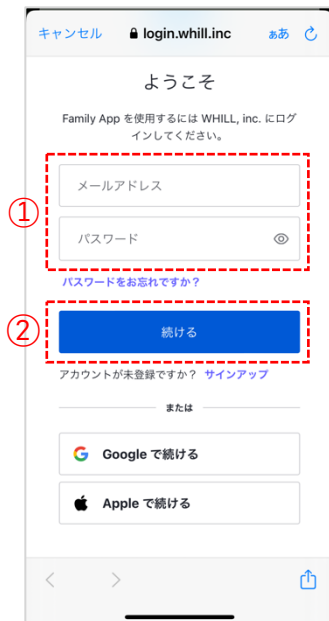 キャンセル login.whill.inc ぁあ
ようこそ
Family App を使用するには WHILL, inc. にログ
インしてください。
①
メールアドレス
パスワード
パスワードをお忘れですか？
②
続ける
アカウントが未登録ですか？ サインアップ
または
Google で続ける
Apple で続ける